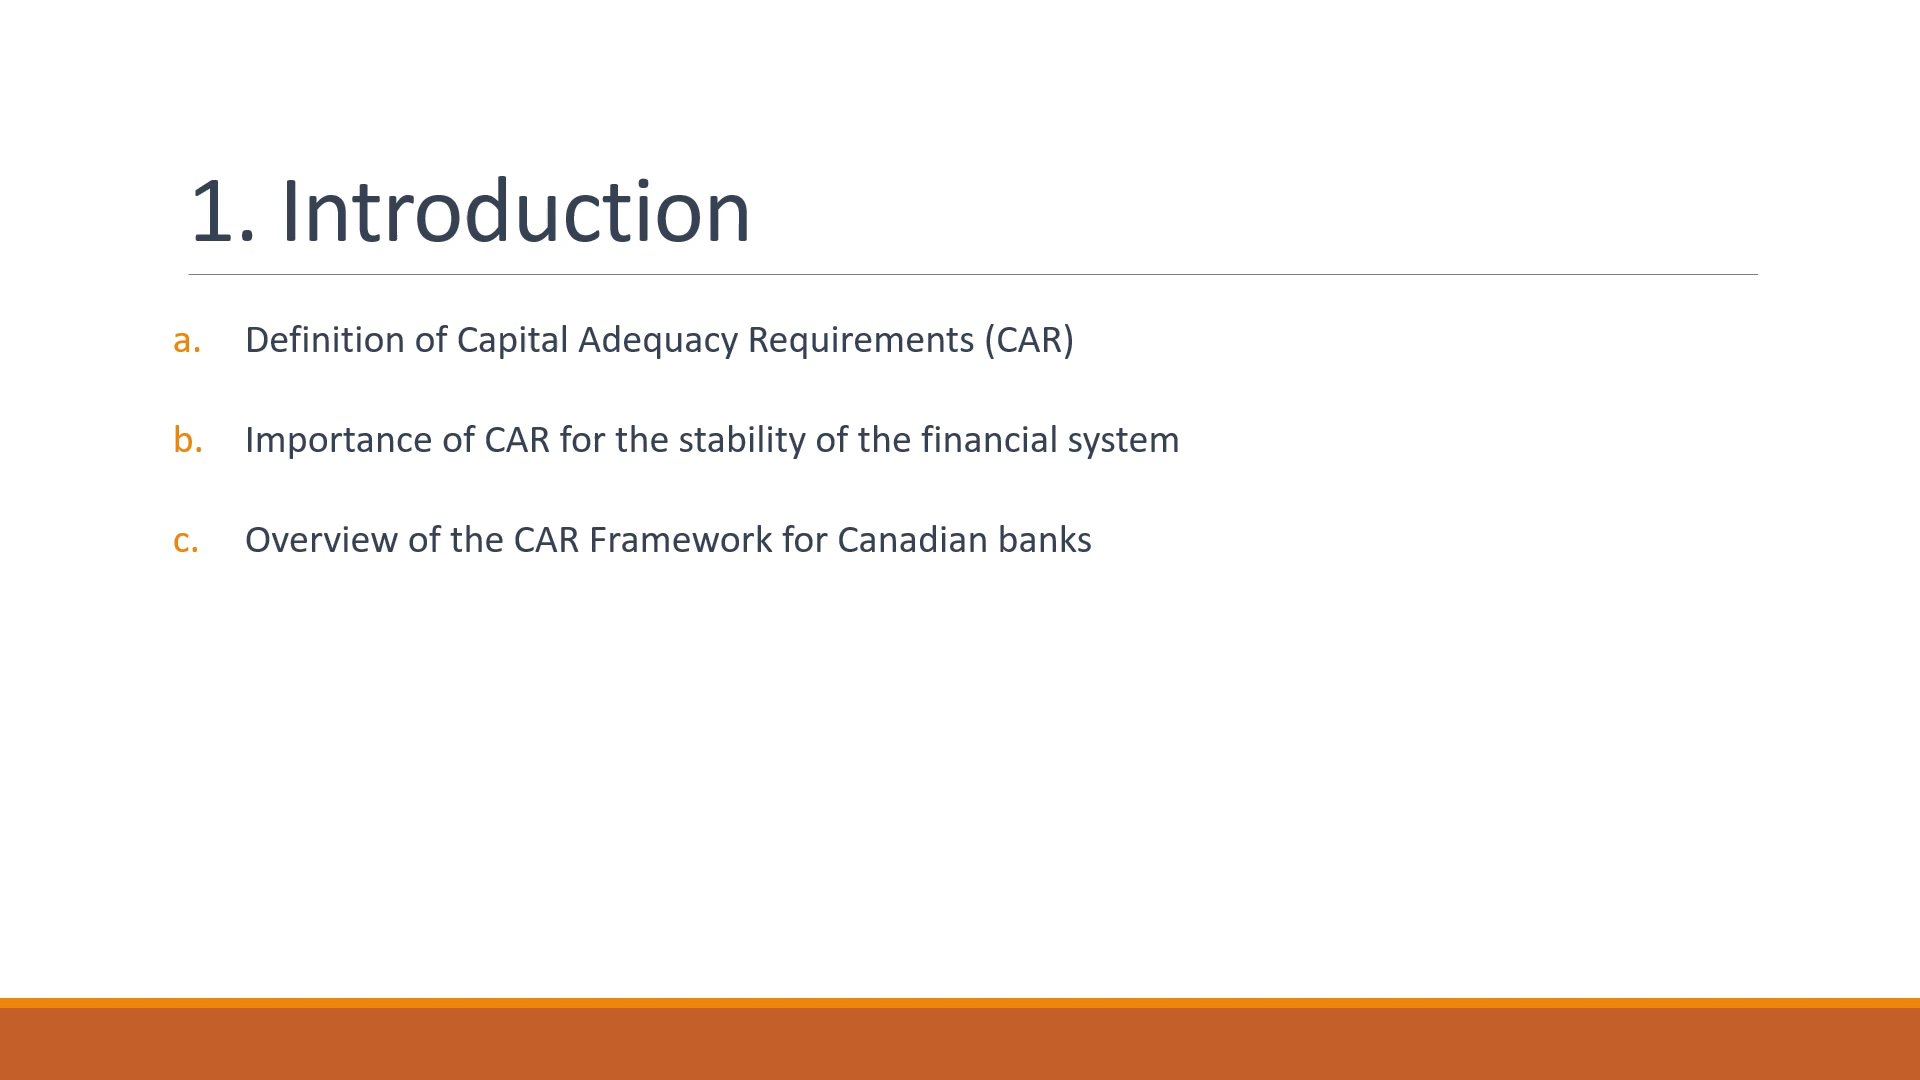 1. Introduction
a. Definition of Capital Adequacy Requirements (CAR)
b. Importance of CAR for the stability of the financial system
c. Overview of the CAR Framework for Canadian banks